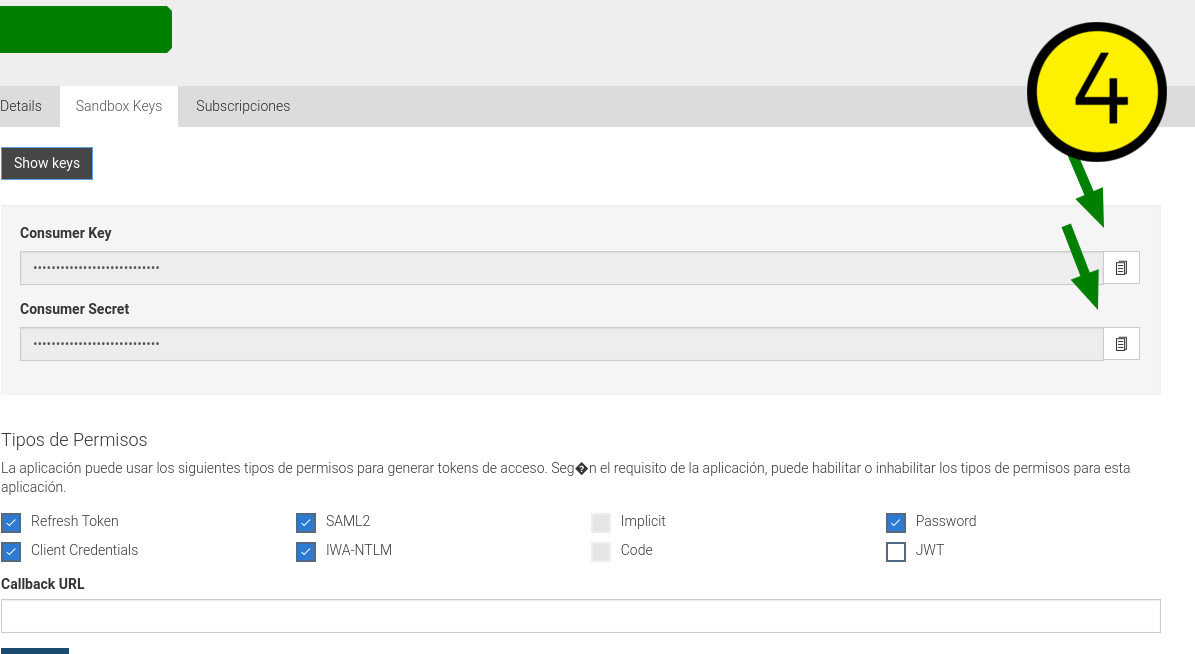 4
Details Sandbox Keys Subscripciones
Show keys
Consumer Key
••••••••••••••••••••••••••••
Consumer Secret
••••••••••••••••••••••••••••
Tipos de Permisos
La aplicación puede usar los siguientes tipos de permisos para generar tokens de acceso. Seg�n el requisito de la aplicación, puede habilitar o inhabilitar los tipos de permisos para esta
aplicación.
Refresh Token SAML2 Implicit Password
Client Credentials IWA-NTLM Code JWT
Callback URL